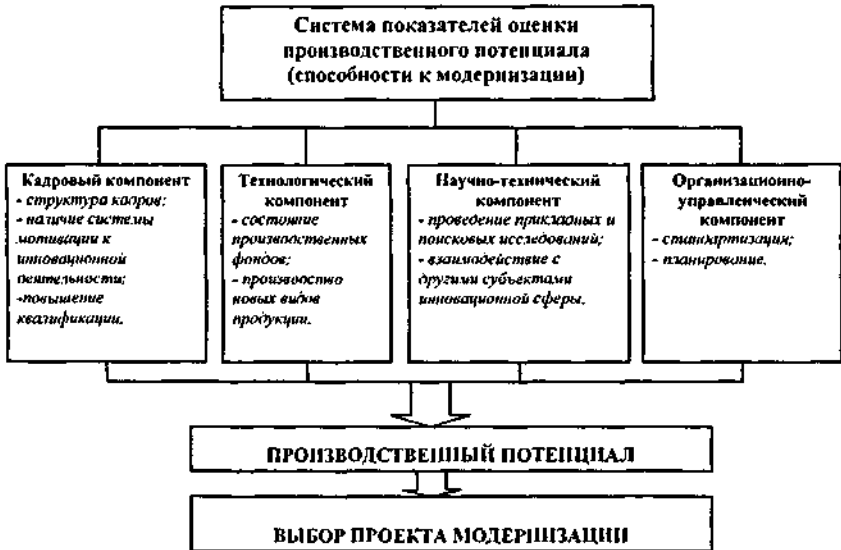 Система показателей оценки
производственного потенциала
(способности к модернизации)
Кадровый компонент
- структура кадров;
- наличие системы
мотивации к
инновационной
деятельности;
-повышение
квалификации.
Технологический
компонент
- состояние
производственных
фондов;
- производство
новых видов
продукции.
Научно-технический
компонент
- проведение прикладных и
поисковых исследований;
- взаимодействие с
другими субъектами
инновационной сферы.
Организационно-
управленческий
компонент
- стандартизация;
- планирование.
ПРОИЗВОДСТВЕННЫЙ ПОТЕНЦИАЛ
ВЫБОР ПРОЕКТА МОДЕРНИЗАЦИИ